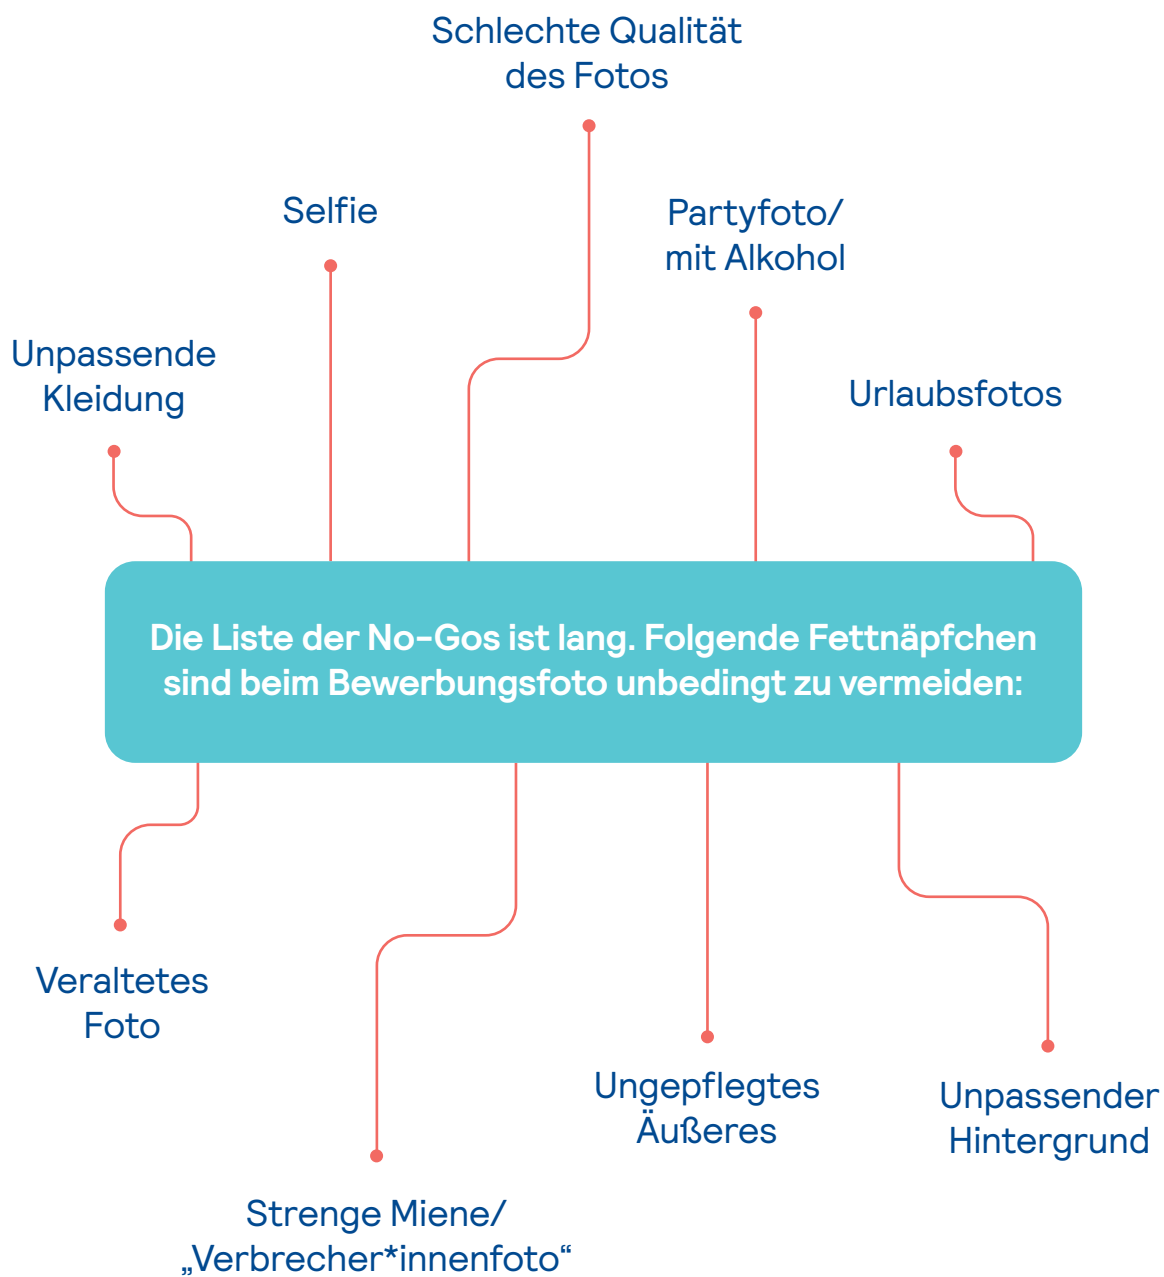 Schlechte Qualität
des Fotos
Selfie
Partyfoto/
mit Alkohol
Unpassende
Kleidung
Urlaubsfotos
Die Liste der No-Gos ist lang. Folgende Fettnäpfchen
sind beim Bewerbungsfoto unbedingt zu vermeiden:
Veraltetes
Foto
Ungepflegtes
Äußeres
Unpassender
Hintergrund
Strenge Miene/
„Verbrecher*innenfoto“